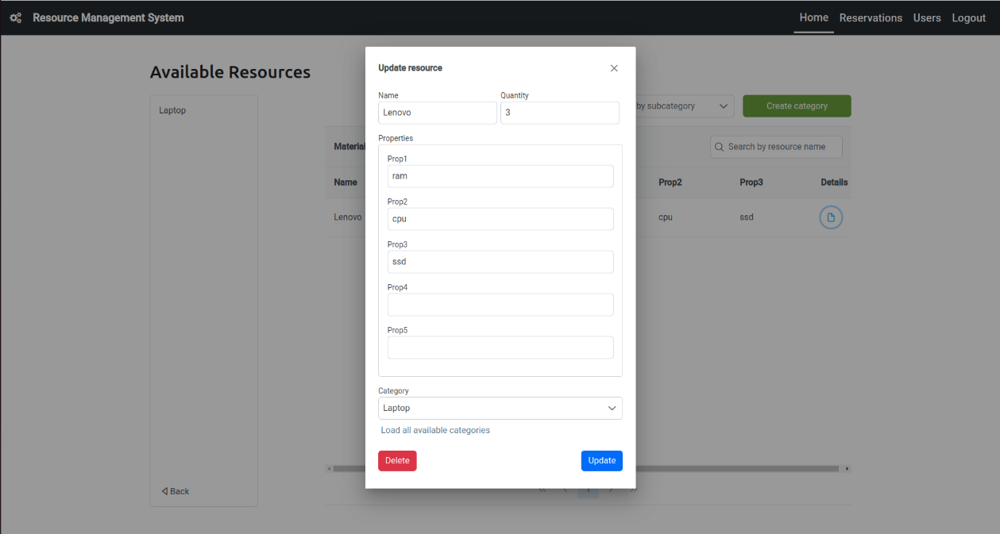 Resource Management System
Home Reservations Users Logout
Available Resources
Laptop
Back
by subcategory
Create category
Material
Search by resource name
Name Prop2 Prop3 Details
Lenovo cpu ssd
1
Update resource
Name Quantity
Lenovo 3
Properties
Prop1
ram
Prop2
cpu
Prop3
ssd
Prop4
Prop5
Category
Laptop
Load all available categories
Delete Update